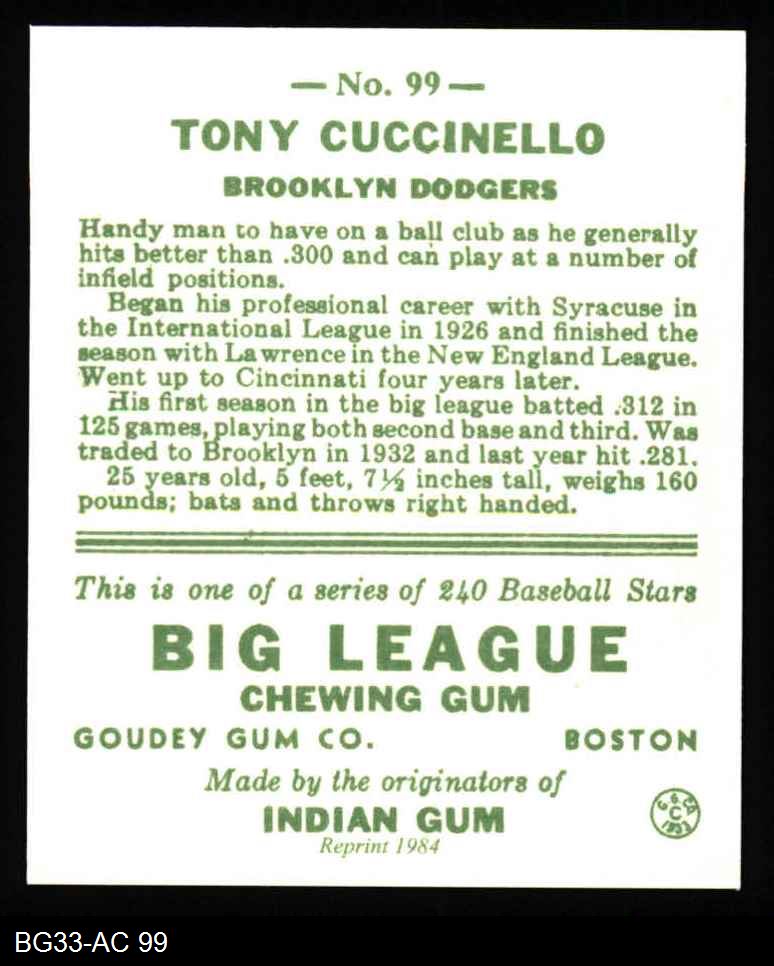 — No. 99 —
TONY CUCCINELLO
BROOKLYN DODGERS
Handy man to have on a ball club as he generally
hits better than .300 and can play at a number of
infield positions.
Began his professional career with Syracuse in
the International League in 1926 and finished the
season with Lawrence in the New England League.
Went up to Cincinnati four years later.
His first season in the big league batted .312 in
125 games, playing both second base and third. Was
traded to Brooklyn in 1932 and last year hit .281.
25 years old, 5 feet, 7½ inches tall, weighs 160
pounds; bats and throws right handed.
This is one of a series of 240 Baseball Stars
BIG LEAGUE
CHEWING GUM
GOUDEY GUM CO. BOSTON
Made by the originators of
INDIAN GUM
Reprint 1984
C
BG33-AC 99